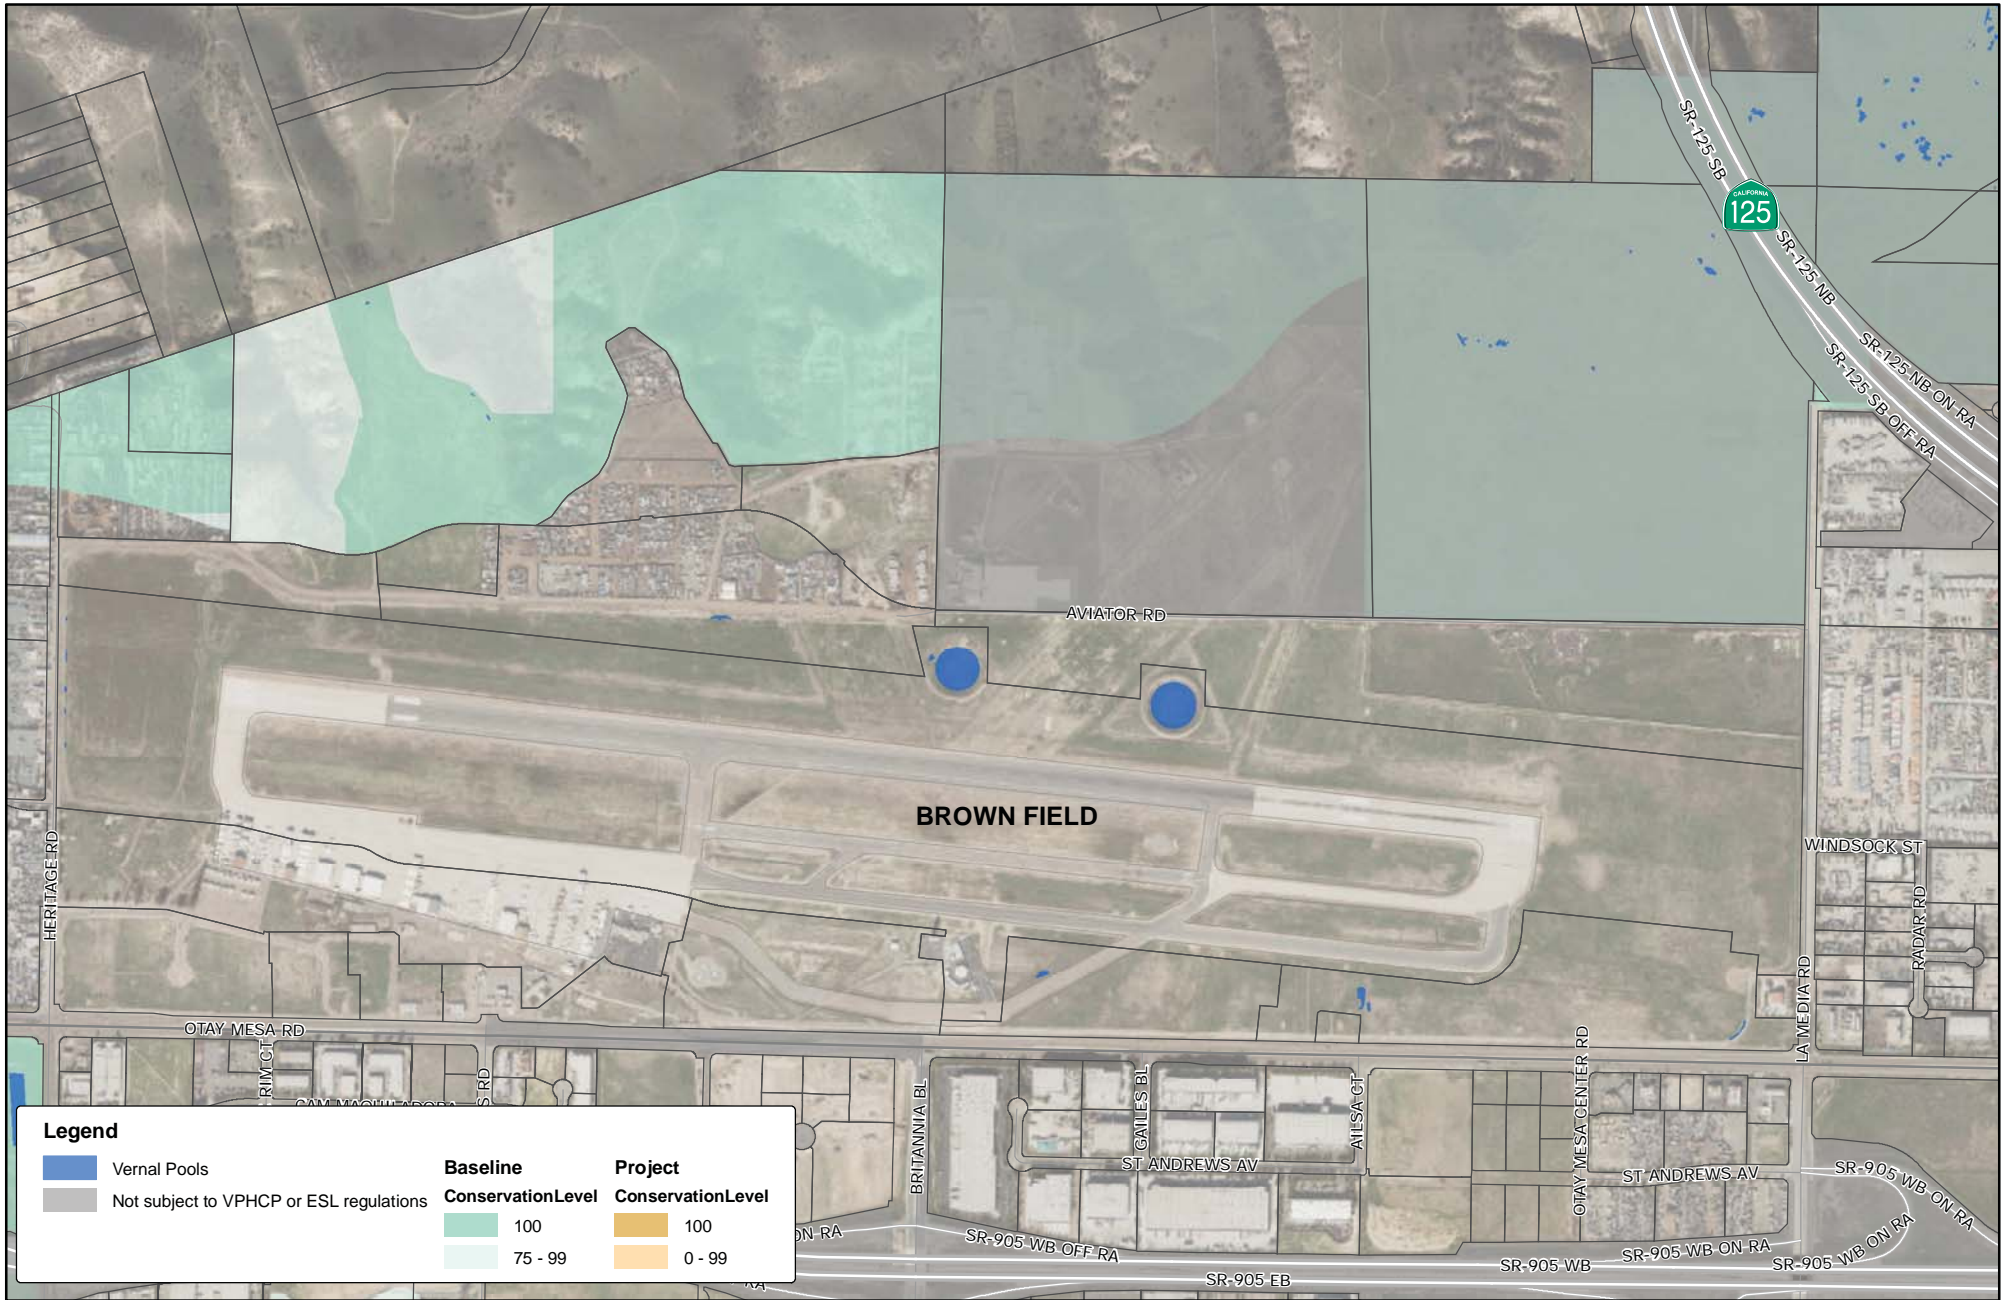 SR-125 SB
CALIFORNIA
125
SR-125 NB
SR-125 NB ON RA
SR-125 SB OFF RA
AVIATOR RD
BROWN FIELD
HERITAGE RD
WINDSOCK ST
RADAR RD
LA MEDIA RD
OTAY MESA RD
RIM CT
S RD
CAM MAQUILADORA
BRITANNIA BL
GAILES BL
AILSA CT
OTAY MESA CENTER RD
ST ANDREWS AV
ST ANDREWS AV
SR-905 WB ON RA
SR-905 WB OFF RA
SR-905 WB
SR-905 WB ON RA
SR-905 WB ON RA
SR-905 EB
ON RA
RA
Legend
Vernal Pools
Not subject to VPHCP or ESL regulations
Baseline
ConservationLevel
100
75 - 99
Project
ConservationLevel
100
0 - 99